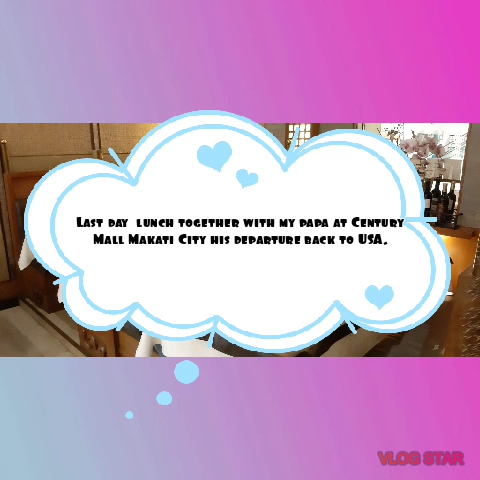 Last day lunch together with my papa at Century
Mall Makati City his departure back to USA.
VLOG STAR